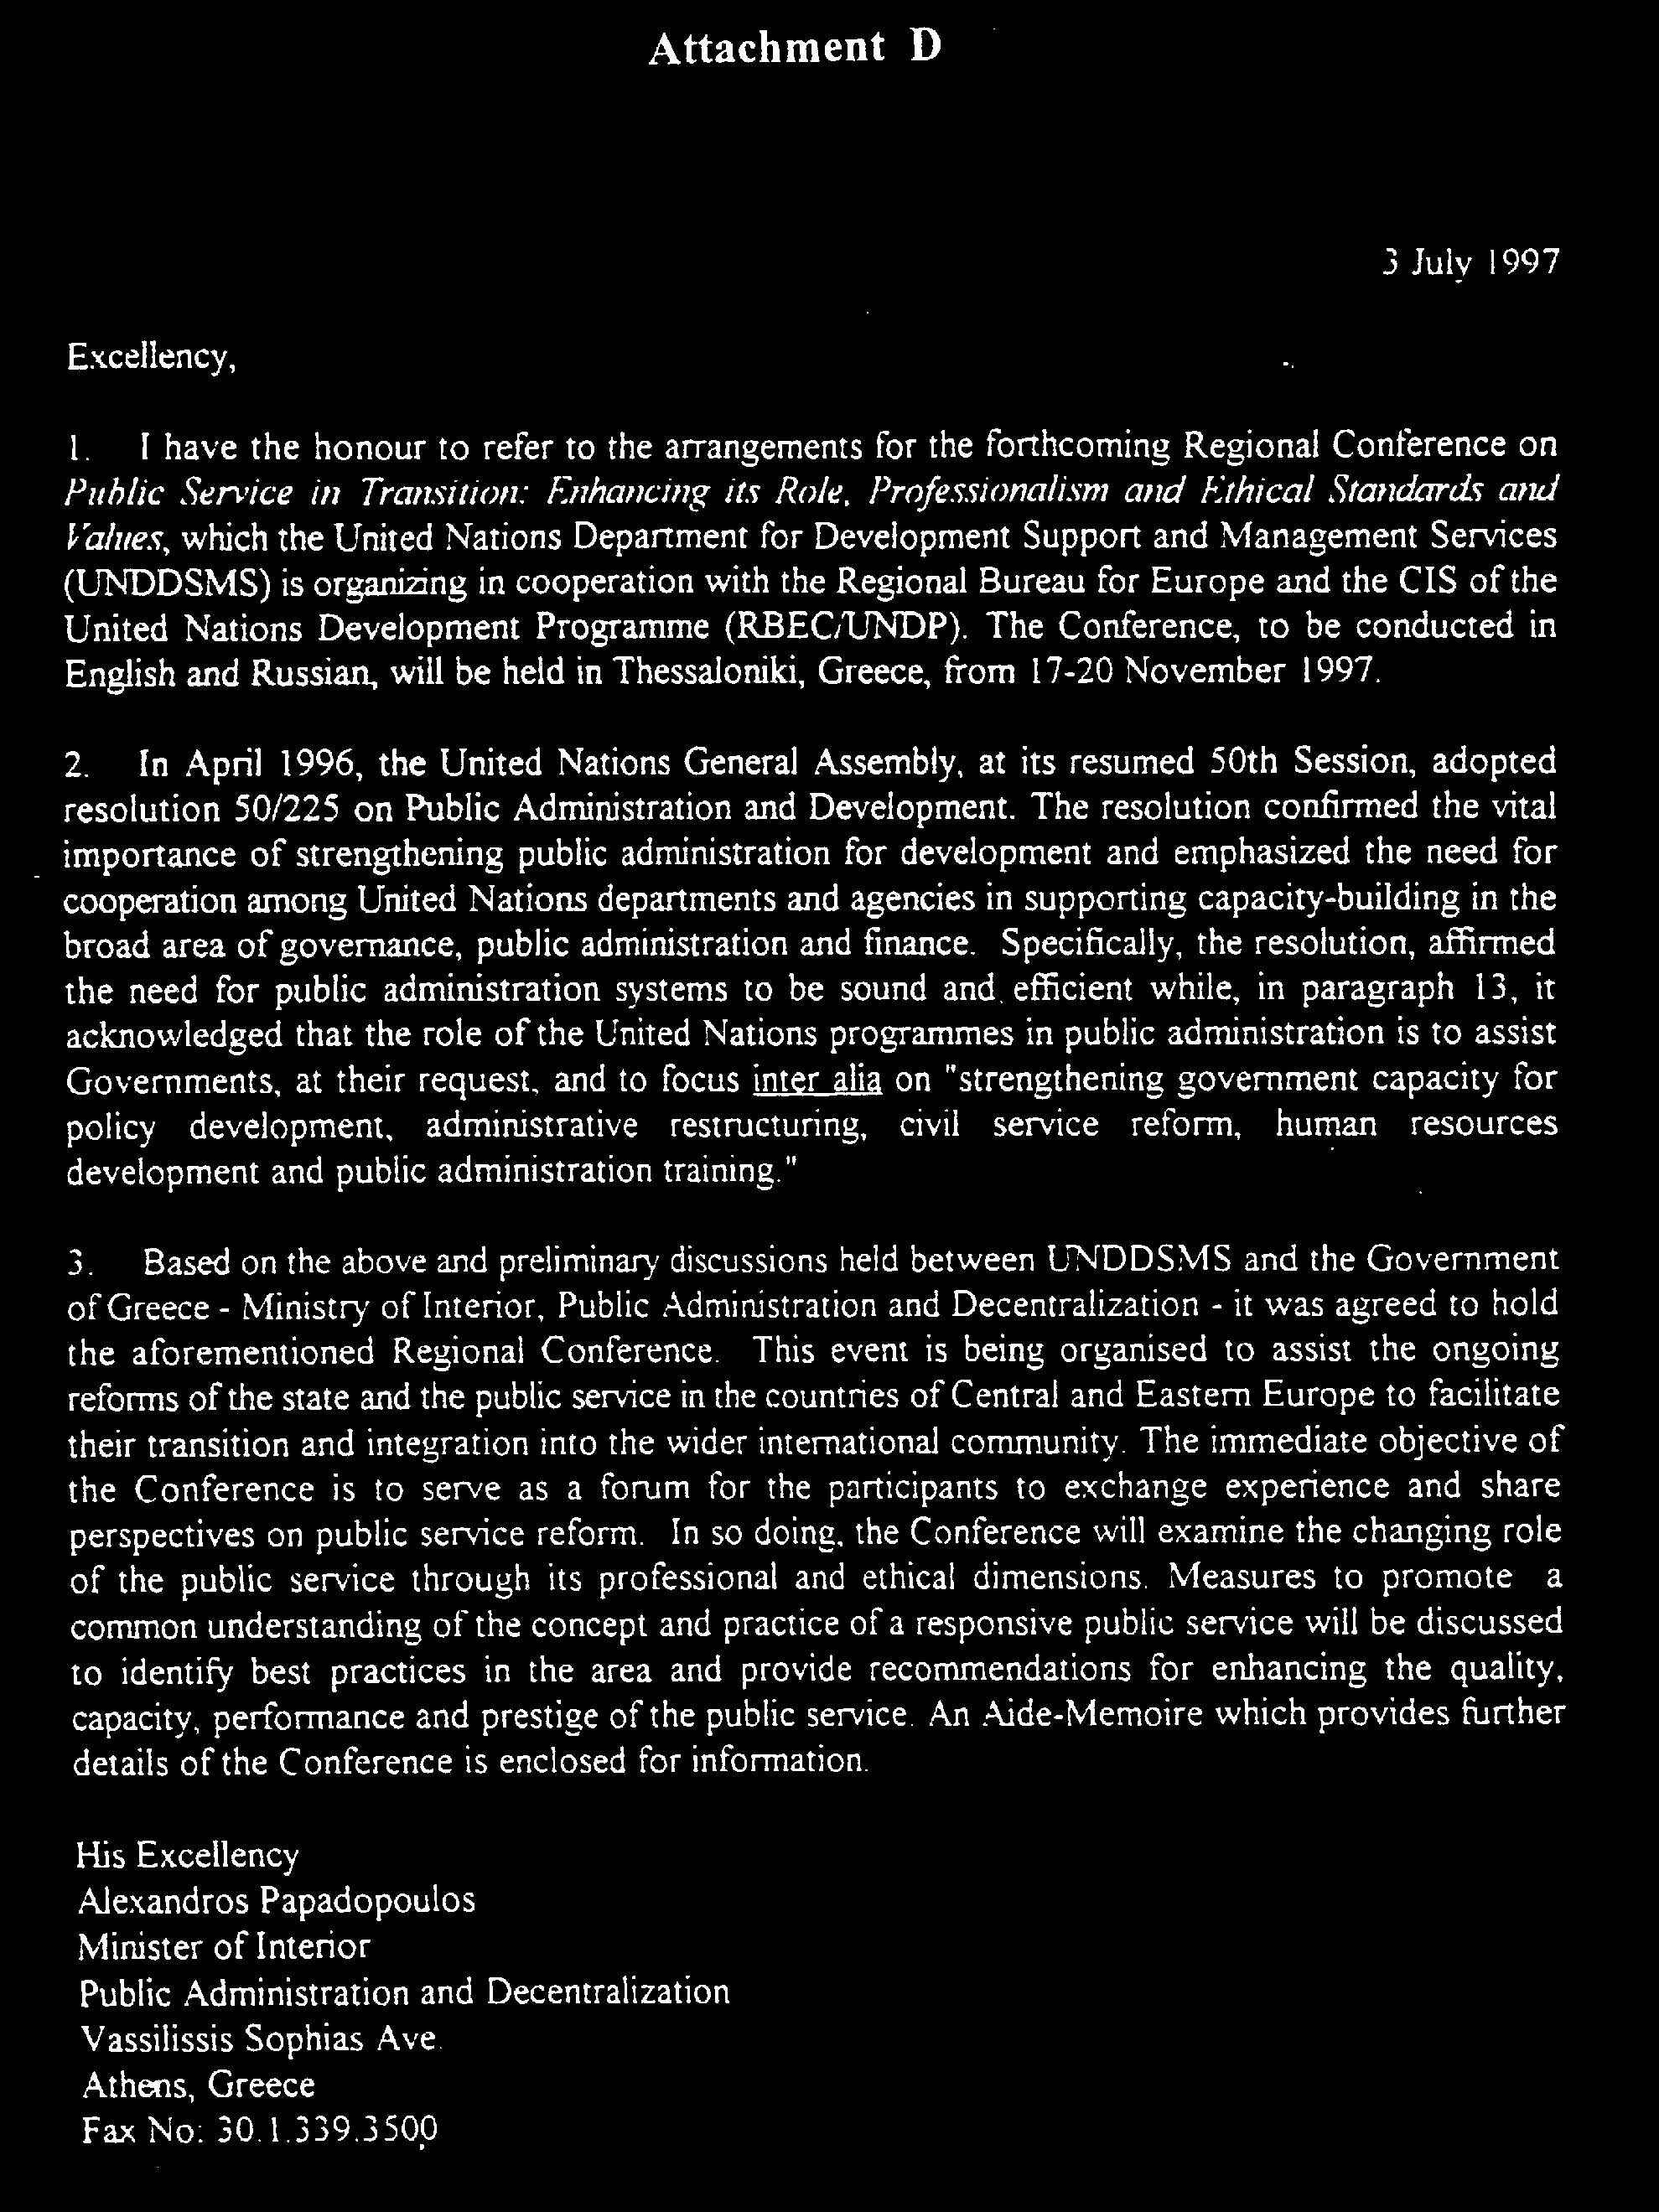 Attachment D
3 July 1997
Excellency,
1. I have the honour to refer to the arrangements for the forthcoming Regional Conference on
Public Service in Transition: Enhancing its Role, Professionalism and Ethical Standards and
Values, which the United Nations Department for Development Support and Management Services
(UNDDSMS) is organizing in cooperation with the Regional Bureau for Europe and the CIS of the
United Nations Development Programme (RBEC/UNDP). The Conference, to be conducted in
English and Russian, will be held in Thessaloniki, Greece, from 17-20 November 1997.
2. In April 1996, the United Nations General Assembly, at its resumed 50th Session, adopted
resolution 50/225 on Public Administration and Development. The resolution confirmed the vital
importance of strengthening public administration for development and emphasized the need for
cooperation among United Nations departments and agencies in supporting capacity-building in the
broad area of governance, public administration and finance. Specifically, the resolution, affirmed
the need for public administration systems to be sound and efficient while, in paragraph 13, it
acknowledged that the role of the United Nations programmes in public administration is to assist
Governments, at their request, and to focus inter alia on "strengthening government capacity for
policy development, administrative restructuring, civil service reform, human resources
development and public administration training."
3. Based on the above and preliminary discussions held between UNDDSMS and the Government
of Greece - Ministry of Interior, Public Administration and Decentralization - it was agreed to hold
the aforementioned Regional Conference. This event is being organised to assist the ongoing
reforms of the state and the public service in the countries of Central and Eastern Europe to facilitate
their transition and integration into the wider international community. The immediate objective of
the Conference is to serve as a forum for the participants to exchange experience and share
perspectives on public service reform. In so doing, the Conference will examine the changing role
of the public service through its professional and ethical dimensions. Measures to promote a
common understanding of the concept and practice of a responsive public service will be discussed
to identify best practices in the area and provide recommendations for enhancing the quality,
capacity, performance and prestige of the public service. An Aide-Memoire which provides further
details of the Conference is enclosed for information.
His Excellency
Alexandros Papadopoulos
Minister of Interior
Public Administration and Decentralization
Vassilissis Sophias Ave.
Athens, Greece
Fax No: 30.1.339.3500